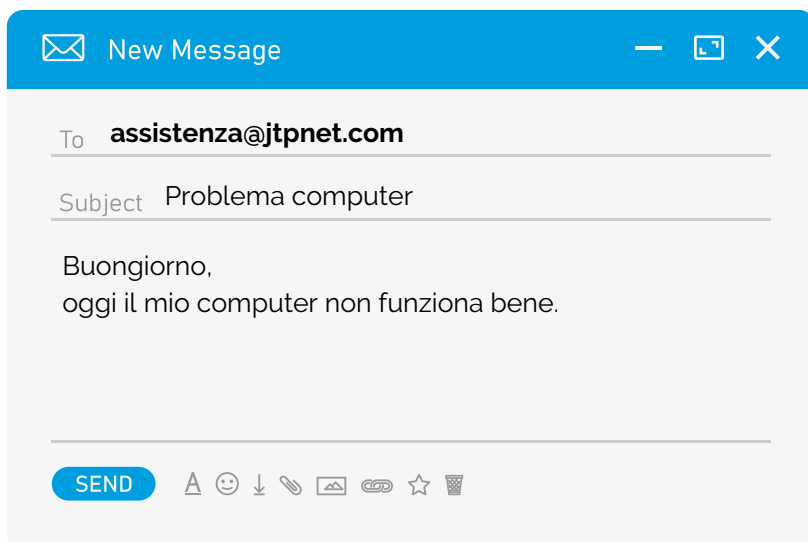 New Message
To assistenza@jtpnet.com
Subject Problema computer
Buongiorno,
oggi il mio computer non funziona bene.
SEND A